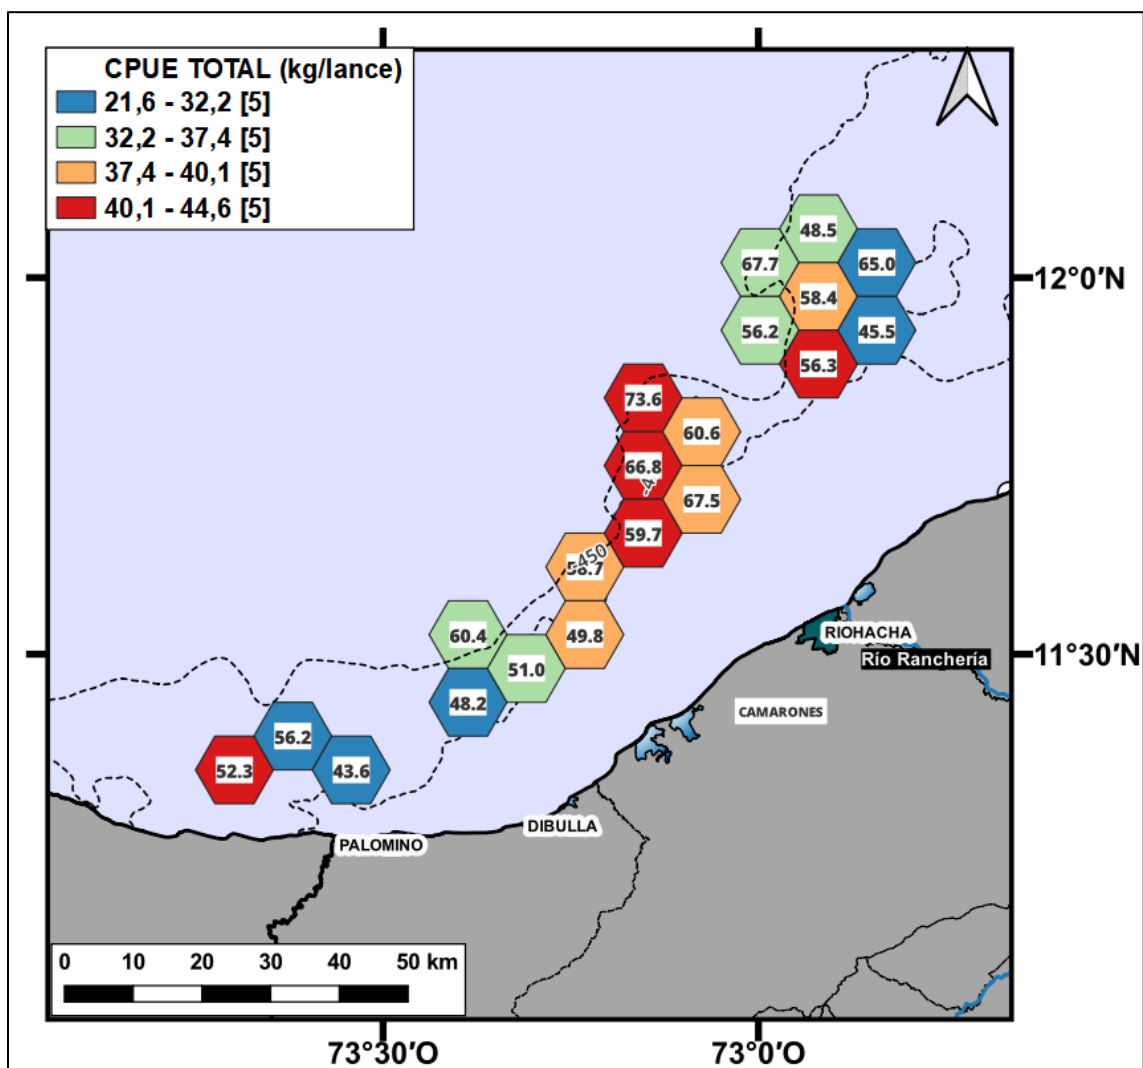 CPUE TOTAL (kg/lance)
21,6 - 32,2 [5]
32,2 - 37,4 [5]
37,4 - 40,1 [5]
40,1 - 44,6 [5]
48.5
67.7
65.0
12°0'N
58.4
56.2
45.5
56.3
73.6
60.6
66.8
-4
67.5
59.7
-450
60.4
49.8
RIOHACHA
51.0
Río Ranchería
11°30'N
48.2
CAMARONES
56.2
52.3
43.6
DIBULLA
PALOMINO
0 10 20 30 40 50 km
73°30'O
73°0'O